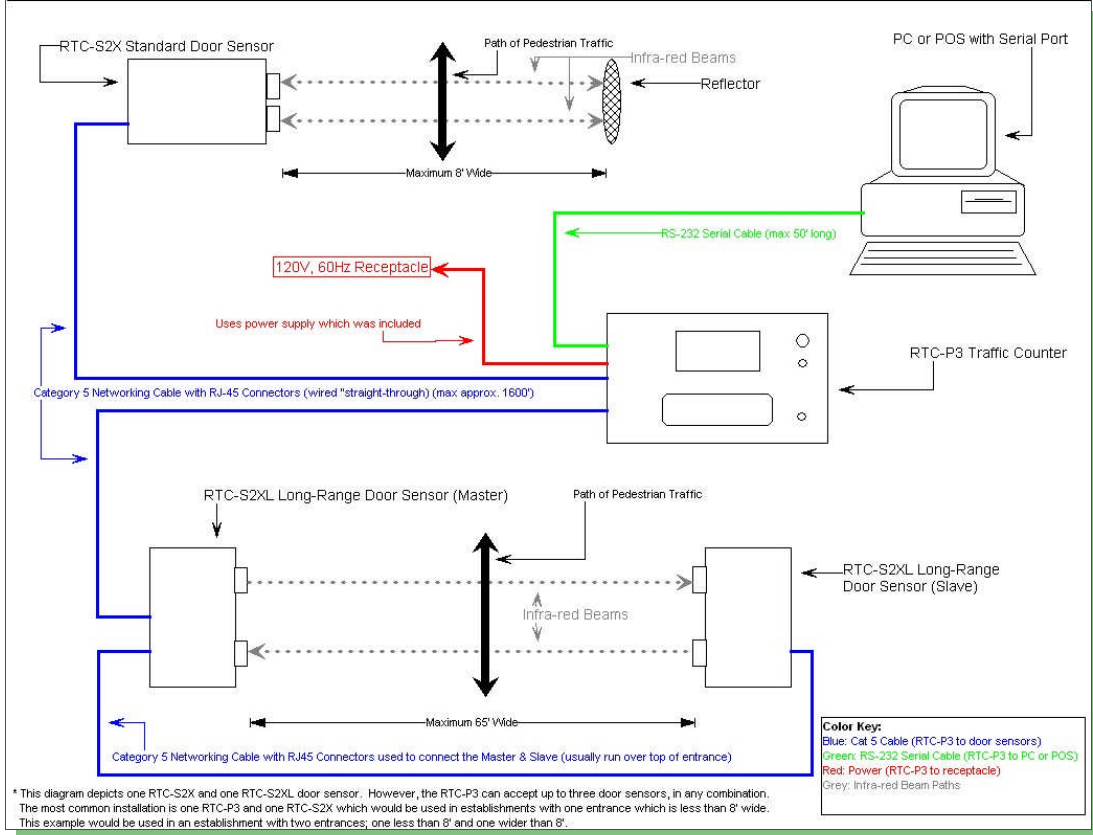 RTC-S2X Standard Door Sensor
Path of Pedestrian Traffic
Infra-red Beams
Reflector
PC or POS with Serial Port
Maximum 8' Wide
RS-232 Serial Cable (max 50' long)
120V, 60Hz Receptacle
Uses power supply which was included
RTC-P3 Traffic Counter
Category 5 Networking Cable with RJ-45 Connectors (wired "straight-through) (max approx. 1600')
RTC-S2XL Long-Range Door Sensor (Master)
Path of Pedestrian Traffic
RTC-S2XL Long-Range
Door Sensor (Slave)
Infra-red Beams
Maximum 65' Wide
Category 5 Networking Cable with RJ45 Connectors used to connect the Master & Slave (usually run over top of entrance)
Color Key:
Blue: Cat 5 Cable (RTC-P3 to door sensors)
Green: RS-232 Serial Cable (RTC-P3 to PC or POS)
Red: Power (RTC-P3 to receptacle)
Grey: Infra-red Beam Paths
* This diagram depicts one RTC-S2X and one RTC-S2XL door sensor. However, the RTC-P3 can accept up to three door sensors, in any combination.
The most common installation is one RTC-P3 and one RTC-S2X which would be used in establishments with one entrance which is less than 8' wide.
This example would be used in an establishment with two entrances; one less than 8' and one wider than 8'.